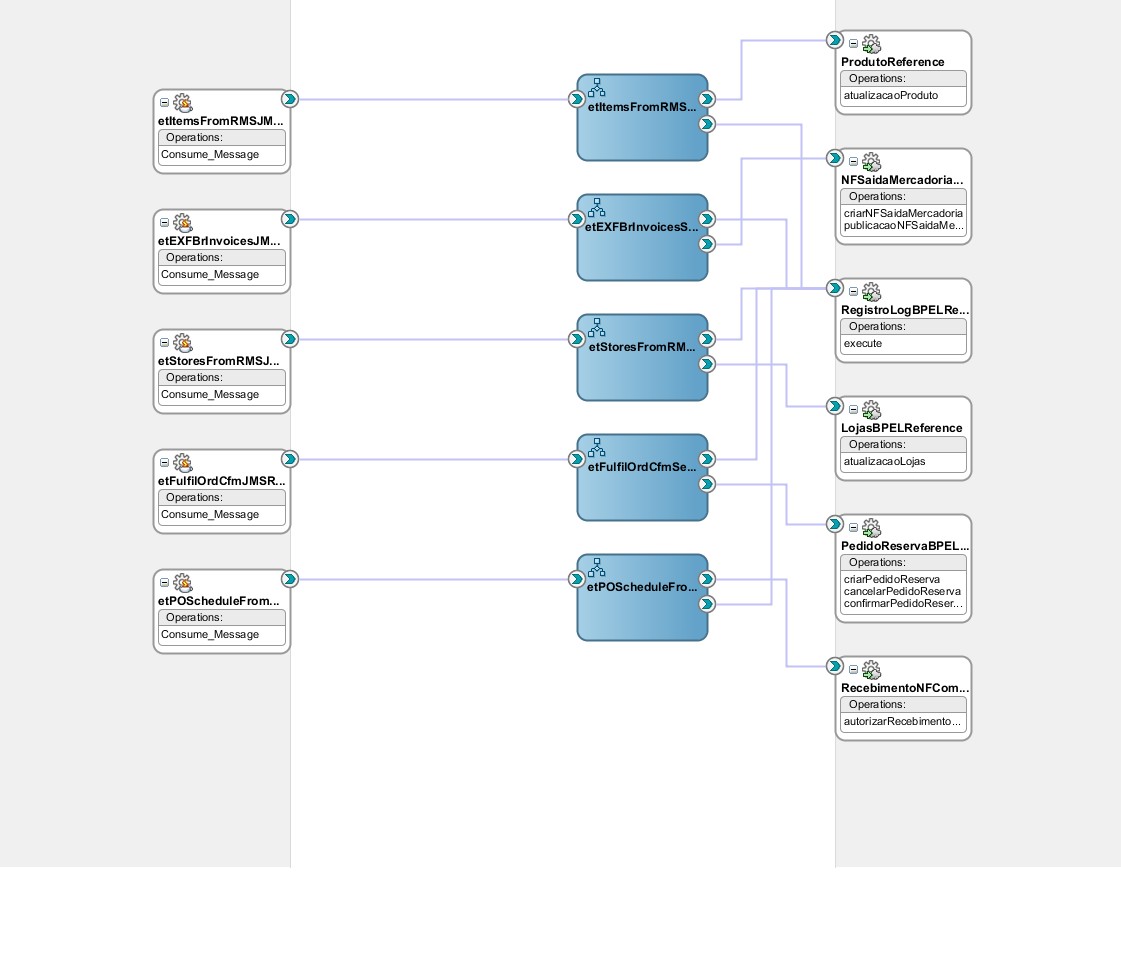 etItemsFromRMSJM...
Operations:
Consume_Message
etEXFBrInvoicesJM...
Operations:
Consume_Message
etStoresFromRMSJ...
Operations:
Consume_Message
etFulfilOrdCfmJMSR...
Operations:
Consume_Message
etPOScheduleFrom...
Operations:
Consume_Message
etItemsFromRMS...
etEXFBrInvoicesS...
etStoresFromRM...
etFulfilOrdCfmSe...
etPOScheduleFro...
ProdutoReference
Operations:
atualizacaoProduto
NFSaidaMercadoria...
Operations:
criarNFSaidaMercadoria
publicacaoNFSaidaMe...
RegistroLogBPELRe...
Operations:
execute
LojasBPELReference
Operations:
atualizacaoLojas
PedidoReservaBPEL...
Operations:
criarPedidoReserva
cancelarPedidoReserva
confirmarPedidoReser...
RecebimentoNFCom...
Operations:
autorizarRecebimento...